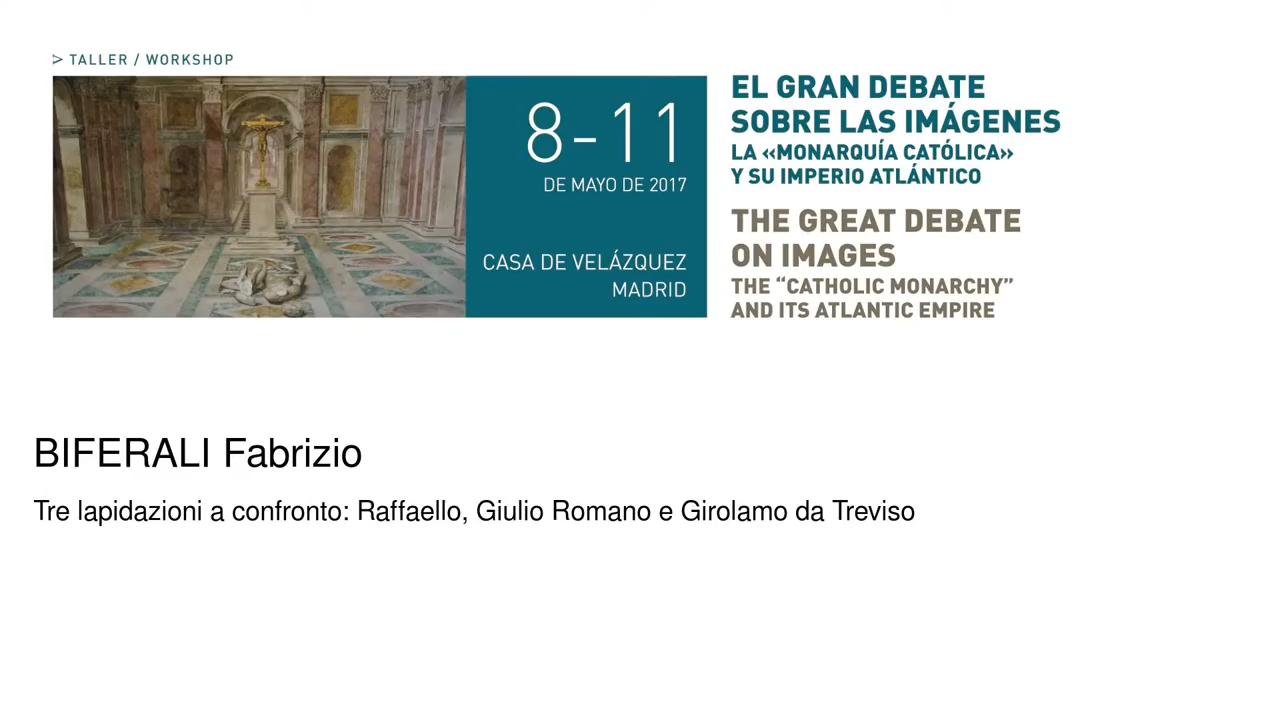 > TALLER / WORKSHOP
8-11
DE MAYO DE 2017
CASA DE VELÁZQUEZ
MADRID
EL GRAN DEBATE
SOBRE LAS IMÁGENES
LA «MONARQUÍA CATÓLICA»
Y SU IMPERIO ATLÁNTICO
THE GREAT DEBATE
ON IMAGES
THE “CATHOLIC MONARCHY”
AND ITS ATLANTIC EMPIRE
BIFERALI Fabrizio
Tre lapidazioni a confronto: Raffaello, Giulio Romano e Girolamo da Treviso